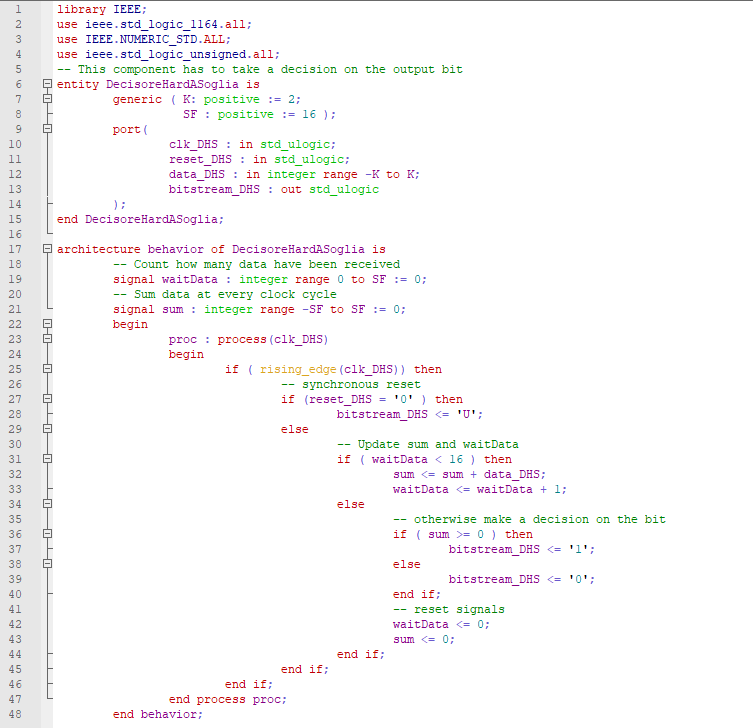 1 library IEEE;
2 use ieee.std_logic_1164.all;
3 use IEEE.NUMERIC_STD.ALL;
4 use ieee.std_logic_unsigned.all;
5 -- This component has to take a decision on the output bit
6 entity DecisoreHardASoglia is
7 generic ( K: positive := 2;
8 SF : positive := 16 );
9 port(
10 clk_DHS : in std_ulogic;
11 reset_DHS : in std_ulogic;
12 data_DHS : in integer range -K to K;
13 bitstream_DHS : out std_ulogic
14 );
15 end DecisoreHardASoglia;
16
17 architecture behavior of DecisoreHardASoglia is
18 -- Count how many data have been received
19 signal waitData : integer range 0 to SF := 0;
20 -- Sum data at every clock cycle
21 signal sum : integer range -SF to SF := 0;
22 begin
23 proc : process(clk_DHS)
24 begin
25 if ( rising_edge(clk_DHS)) then
26 -- synchronous reset
27 if (reset_DHS = '0' ) then
28 bitstream_DHS <= 'U';
29 else
30 -- Update sum and waitData
31 if ( waitData < 16 ) then
32 sum <= sum + data_DHS;
33 waitData <= waitData + 1;
34 else
35 -- otherwise make a decision on the bit
36 if ( sum >= 0 ) then
37 bitstream_DHS <= '1';
38 else
39 bitstream_DHS <= '0';
40 end if;
41 -- reset signals
42 waitData <= 0;
43 sum <= 0;
44 end if;
45 end if;
46 end if;
47 end process proc;
48 end behavior;